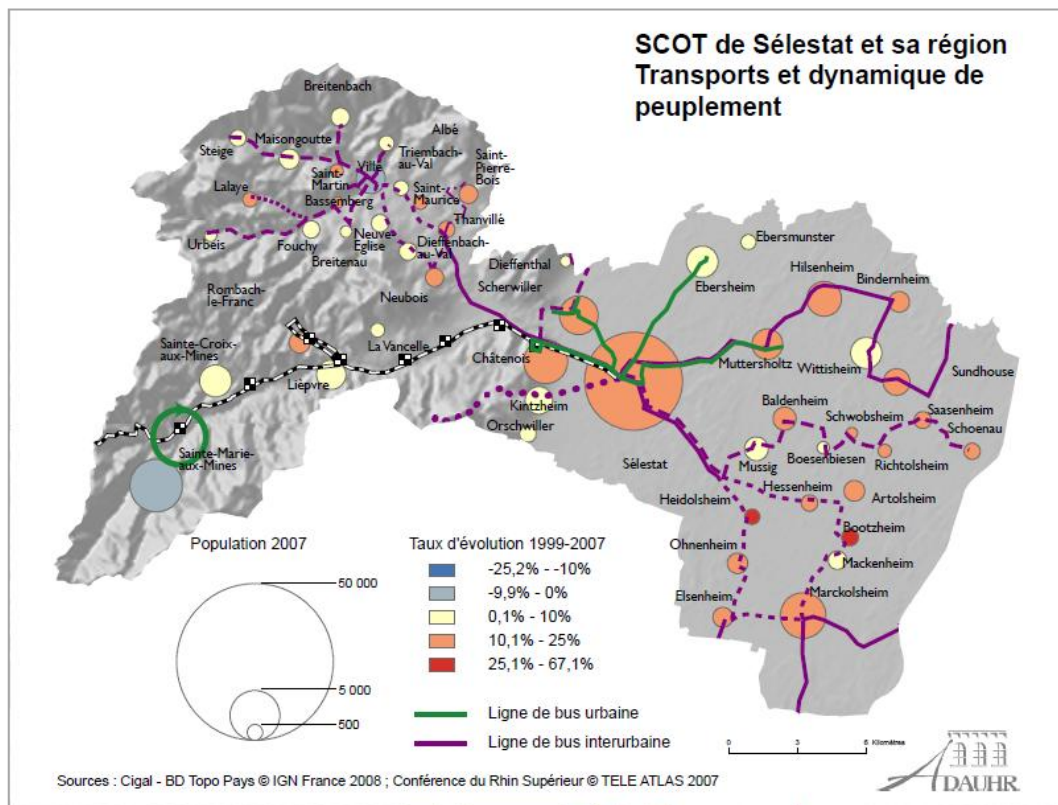 SCOT de Sélestat et sa région
Transports et dynamique de
peuplement
Breitenbach
Albé
Maisongoutte
Steige
Ville
Triembach-
au-Val
Saint-
Pierre-
Bois
Saint-
Martin
Lalaye
Saint-
Maurice
Bassemberg
Thanvillé
Urbeis
Fouchy
Neuve-
Eglise
Dieffenbach-
au-Val
Breitenau
Dieffenthal
Ebersmunster
Scherwiller
Ebersheim
Hilsenheim
Bindernheim
Rombach-
le-Franc
Neubois
Sainte-Croix-
aux-Mines
La Vancelle
Châtenois
Muttersholtz
Wittisheim
Sundhouse
Lièpvre
Kintzheim
Baldenheim
Schwobsheim
Saasenheim
Schoenau
Orschwiller
Sainte-Marie-
aux-Mines
Sélestat
Mussig
Boesenbiesen
Richtolsheim
Hessenheim
Heidolsheim
Artolsheim
Bootzheim
Ohnenheim
Mackenheim
Elsenheim
Marckolsheim
Population 2007
50 000
5 000
500
Taux d'évolution 1999-2007
-25,2% - -10%
-9,9% - 0%
0,1% - 10%
10,1% - 25%
25,1% - 67,1%
Ligne de bus urbaine
Ligne de bus interurbaine
0 3 6 Kilomètres
ADAUHR
Sources : Cigal - BD Topo Pays © IGN France 2008 ; Conférence du Rhin Supérieur © TELE ATLAS 2007